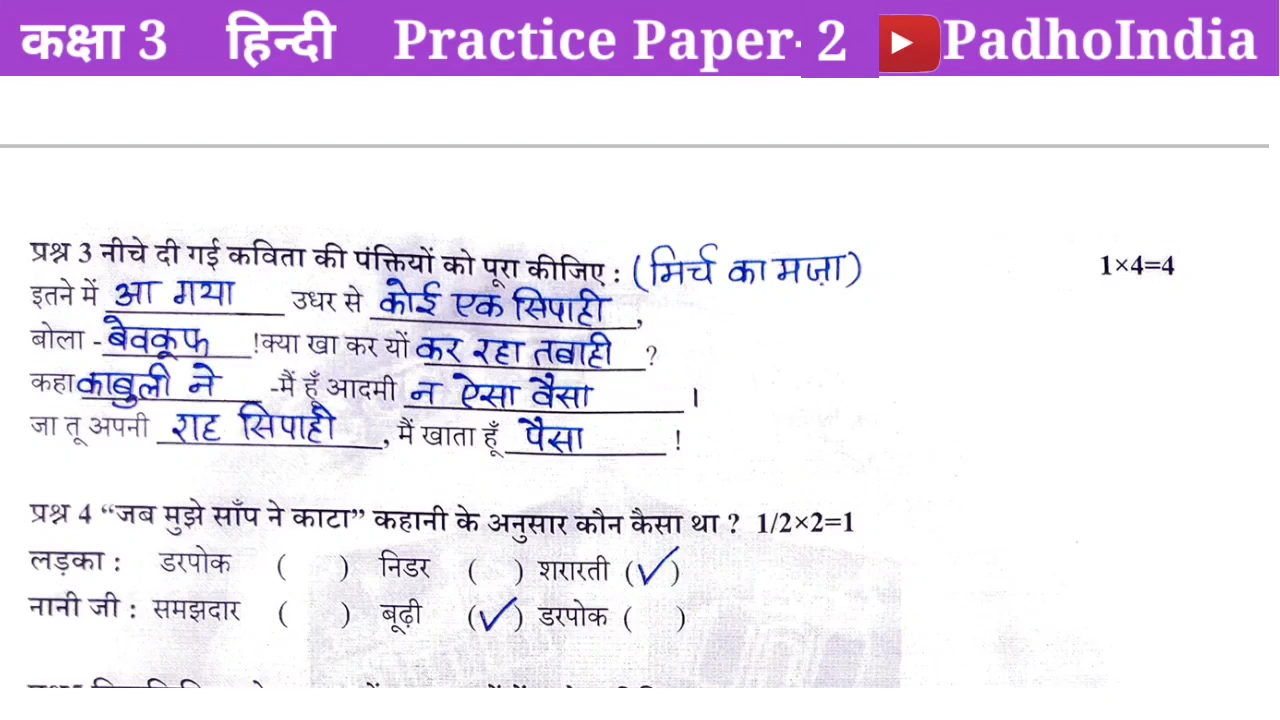 कक्षा 3 हिन्दी Practice Paper- 2 PadhoIndia
प्रश्न 3 नीचे दी गई कविता की पंक्तियों को पूरा कीजिए : (मिर्च का मज़ा) 1×4=4
इतने में आ गया उधर से कोई एक सिपाही,
बोला - बेवकूफ !क्या खा कर यों कर रहा तबाही ?
कहा काबुली ने -मैं हूँ आदमी न ऐसा वैसा ।
जा तू अपनी राह सिपाही, मैं खाता हूँ पैसा !
प्रश्न 4 “जब मुझे साँप ने काटा” कहानी के अनुसार कौन कैसा था ? 1/2×2=1
लड़का : डरपोक ( ) निडर ( ) शरारती (✓)
नानी जी : समझदार ( ) बूढ़ी (✓) डरपोक ( )